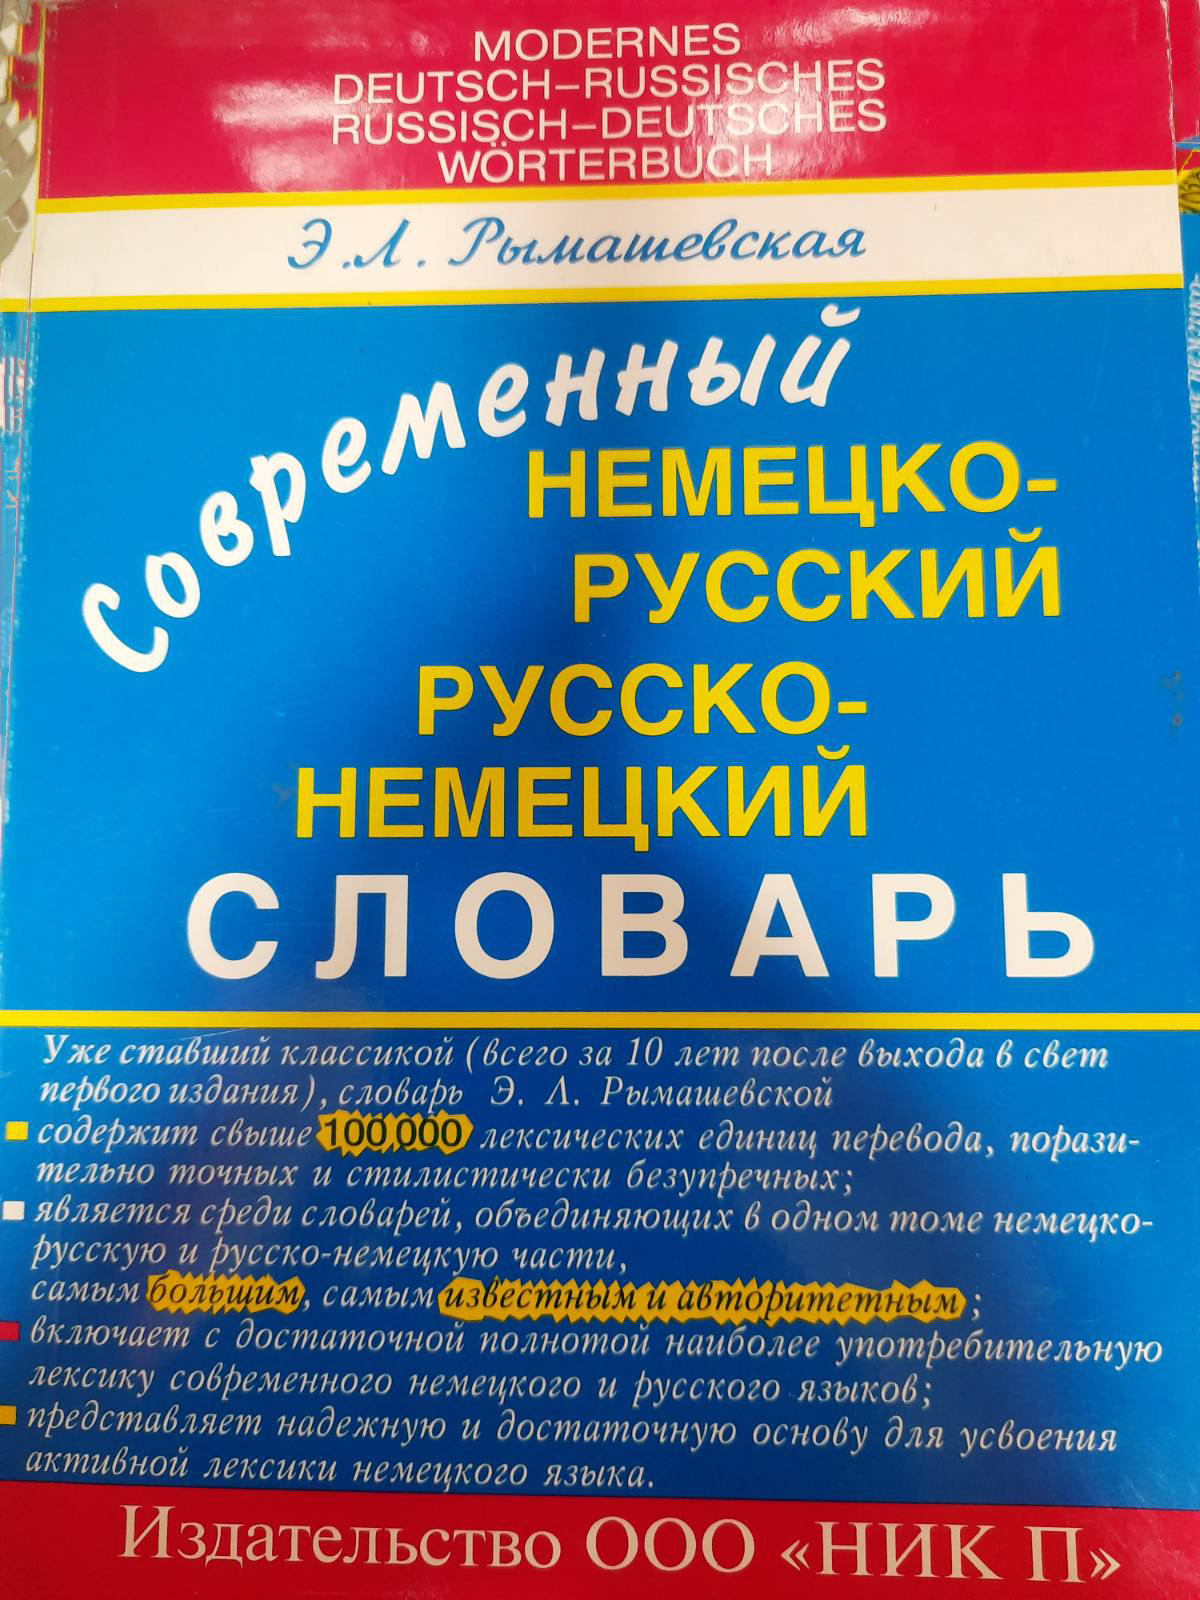 MODERNES
DEUTSCH–RUSSISCHES
RUSSISCH–DEUTSCHES
WÖRTERBUCH
Э.Л. Рымашевская
Современный
НЕМЕЦКО-
РУССКИЙ
РУССКО-
НЕМЕЦКИЙ
СЛОВАРЬ
Уже ставший классикой (всего за 10 лет после выхода в свет
первого издания), словарь Э. Л. Рымашевской
содержит свыше 100,000 лексических единиц перевода, порази-
тельно точных и стилистически безупречных;
является среди словарей, объединяющих в одном томе немецко-
русскую и русско-немецкую части,
самым большим, самым известным и авторитетным;
включает с достаточной полнотой наиболее употребительную
лексику современного немецкого и русского языков;
представляет надежную и достаточную основу для усвоения
активной лексики немецкого языка.
Издательство ООО «НИК П»